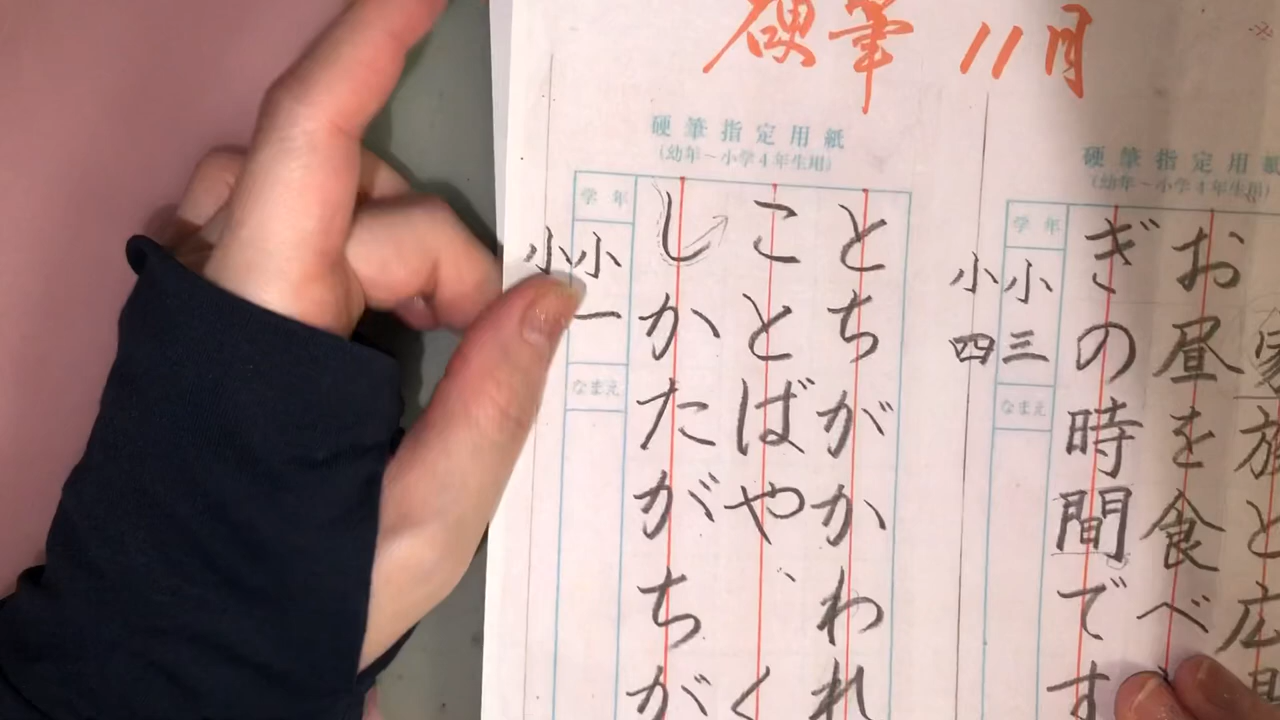 硬筆 11月
硬筆指定用紙
(幼年～小学4年生用)
とちがかわれ
ことばや、く
しかたがちが
学年
小一
小
なまえ
硬筆指定用紙
(幼年～小学4年生用)
族と広
お昼を食べ
ぎの時間です
学年
小三
小四
なまえ